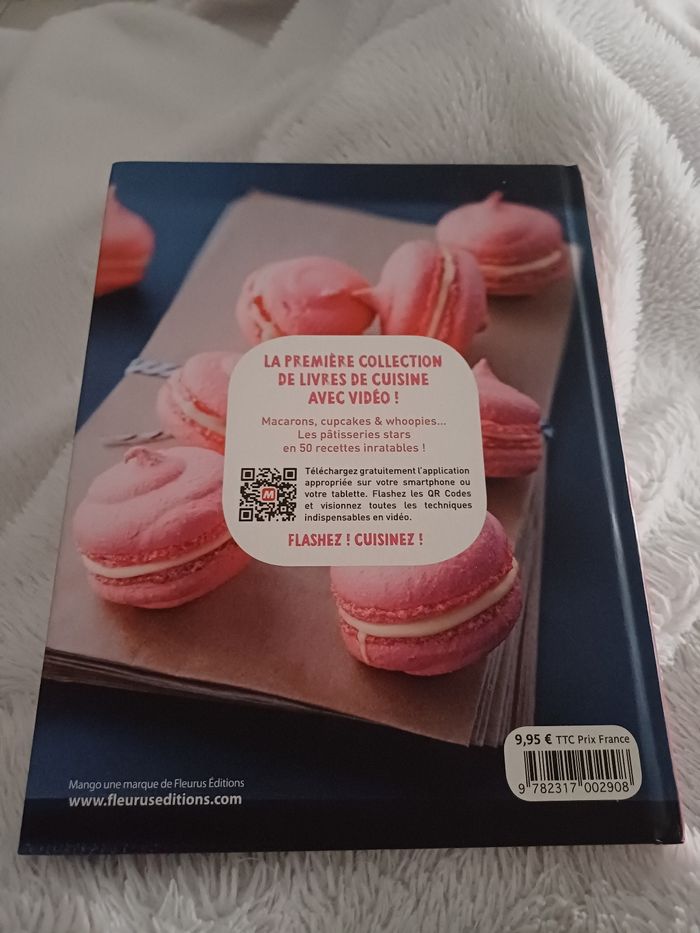 LA PREMIÈRE COLLECTION
DE LIVRES DE CUISINE
AVEC VIDÉO !
Macarons, cupcakes & whoopies...
Les pâtisseries stars
en 50 recettes inratables !
Téléchargez gratuitement l'application
appropriée sur votre smartphone ou
votre tablette. Flashez les QR Codes
et visionnez toutes les techniques
indispensables en vidéo.
M
FLASHEZ ! CUISINEZ !
9,95 € TTC Prix France
9 782317 002908
Mango une marque de Fleurus Éditions
www.fleuruseditions.com